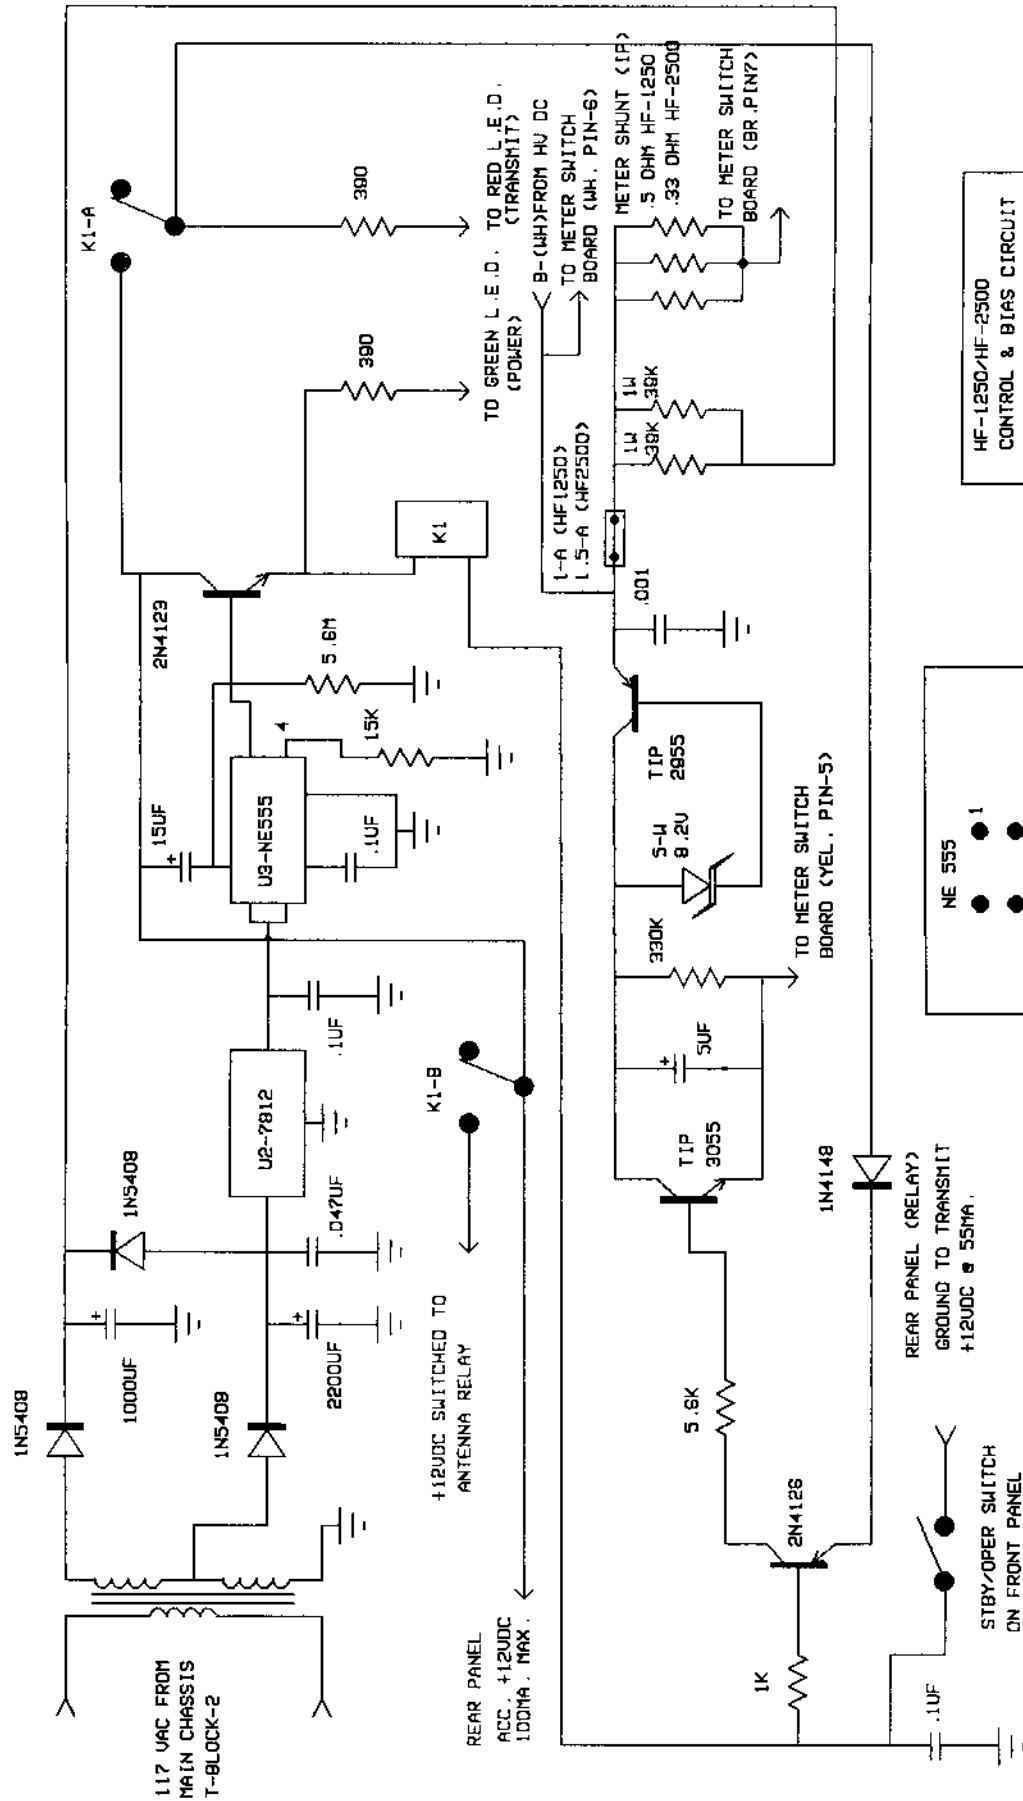 117 VAC FROM
MAIN CHASSIS
T-BLOCK-2
1N5408
1000UF
+
1N5408
1N5408
2200UF
+
.047UF
U2-7812
.1UF
15UF
+
U3-NE555
.1UF
4
15K
5.6M
2N4123
K1
K1-A
390
390
TO GREEN L.E.D.
(POWER)
TO RED L.E.D.
(TRANSMIT)
+12VDC SWITCHED TO
ANTENNA RELAY
K1-B
REAR PANEL
ACC. +12VDC
100MA. MAX.
B-(WH)FROM HV DC
TO METER SWITCH
BOARD (WH. PIN-6)
1-A (HF1250)
1.5-A (HF2500)
METER SHUNT (IP)
.5 OHM HF-1250
.33 OHM HF-2500
TO METER SWITCH
BOARD (BR.PIN7)
1W
39K
1W
39K
.001
TIP
2955
5-W
8.2V
330K
5UF
+
TIP
3055
TO METER SWITCH
BOARD (YEL. PIN-5)
5.6K
2N4126
1K
1N4148
.1UF
REAR PANEL (RELAY)
GROUND TO TRANSMIT
+12VDC @ 55MA.
STBY/OPER SWITCH
ON FRONT PANEL
NE 555
1
HF-1250/HF-2500
CONTROL & BIAS CIRCUIT